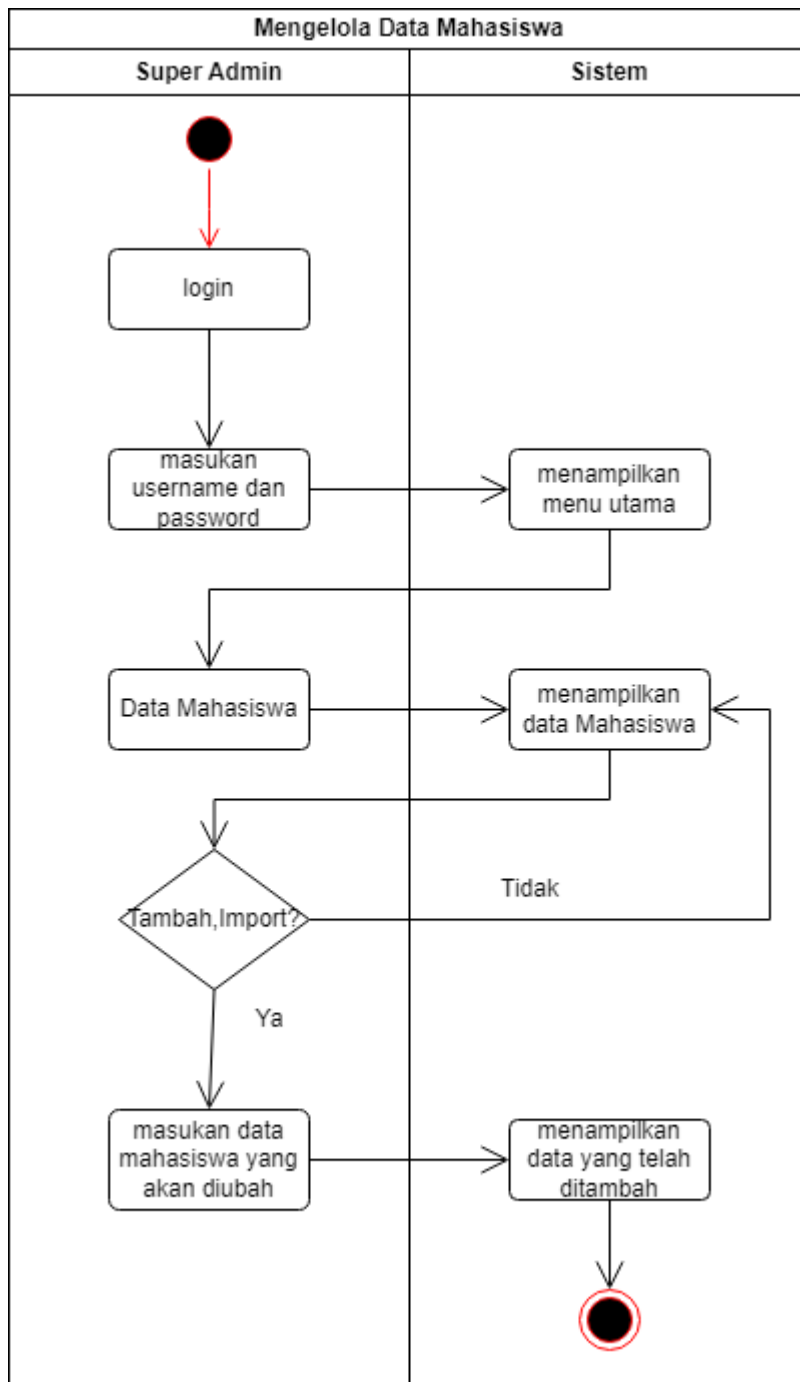 Mengelola Data Mahasiswa
Super Admin
Sistem
login
masukan
username dan
password
menampilkan
menu utama
Data Mahasiswa
menampilkan
data Mahasiswa
Tambah,Import?
Tidak
Ya
masukan data
mahasiswa yang
akan diubah
menampilkan
data yang telah
ditambah